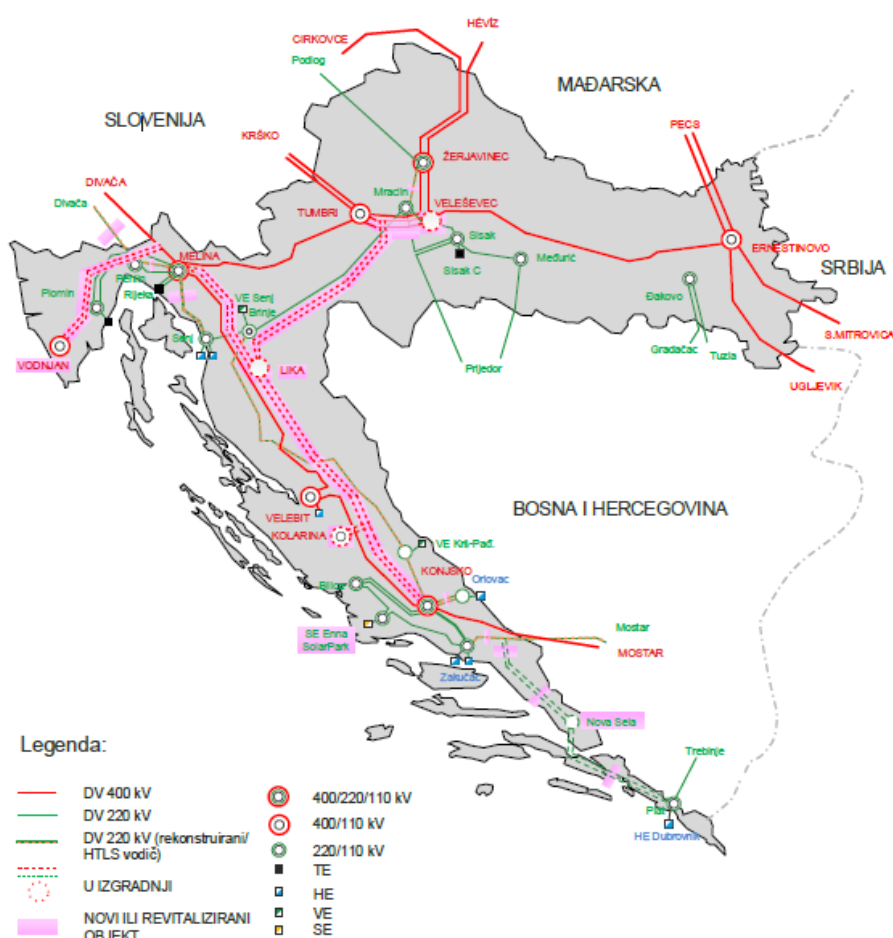 HÉVÍZ
CIRKOVCE
Podlog
MAĐARSKA
SLOVENIJA
PECS
KRŠKO
ŽERJAVINEC
DIVAČA
Mraclin
Divača
VELEŠEVEC
TUMBRI
Sisak
ERNESTINOVO
MELINA
Međurić
Sisak C
SRBIJA
Pehlin
Plomin
Rijeka
Đakovo
VE Senj
Brinje
S.MITROVICA
Senj
Gradačac
Tuzla
VODNJAN
LIKA
Prijedor
UGLJEVIK
BOSNA I HERCEGOVINA
VELEBIT
KOLARINA
VE Krš-Pađ.
KONJSKO
Orlovac
Bilice
SE Enna
SolarPark
Mostar
MOSTAR
Zakučac
Nova Sela
Legenda:
Trebinje
DV 400 kV
400/220/110 kV
Plat
DV 220 kV
400/110 kV
HE Dubrovnik
DV 220 kV (rekonstruirani/
HTLS vodič)
220/110 kV
TE
U IZGRADNJI
HE
NOVI ILI REVITALIZIRANI
OBJEKT
VE
SE